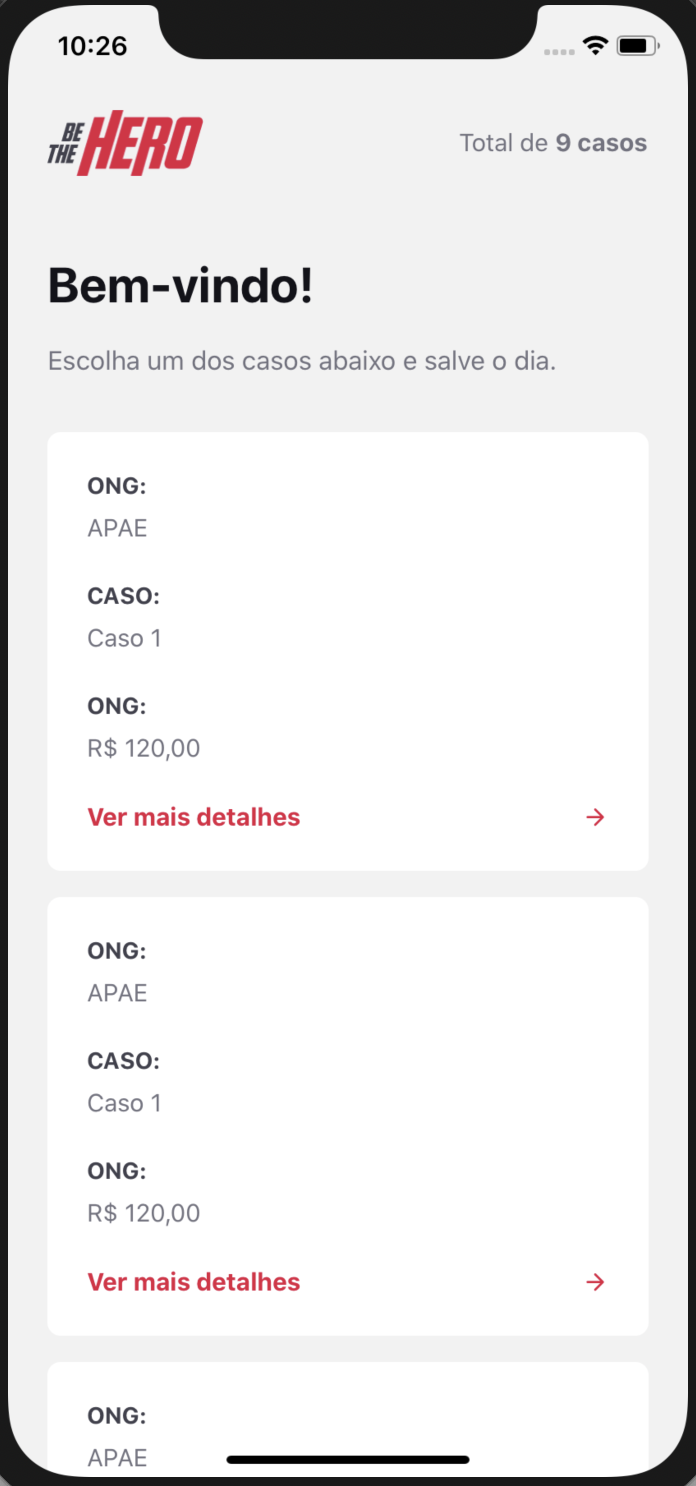 10:26
BE THE HERO
Total de 9 casos
Bem-vindo!
Escolha um dos casos abaixo e salve o dia.
ONG:
APAE
CASO:
Caso 1
ONG:
R$ 120,00
Ver mais detalhes →
ONG:
APAE
CASO:
Caso 1
ONG:
R$ 120,00
Ver mais detalhes →
ONG:
APAE